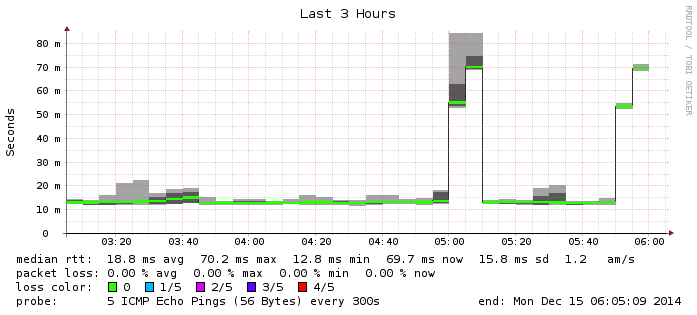 Last 3 Hours
RRDTOOL / TOBI OETIKER
Seconds
80 m
70 m
60 m
50 m
40 m
30 m
20 m
10 m
0
03:20 03:40 04:00 04:20 04:40 05:00 05:20 05:40 06:00
median rtt: 18.8 ms avg 70.2 ms max 12.8 ms min 69.7 ms now 15.8 ms sd 1.2 am/s
packet loss: 0.00 % avg 0.00 % max 0.00 % min 0.00 % now
loss color: 0 1/5 2/5 3/5 4/5
probe: 5 ICMP Echo Pings (56 Bytes) every 300s end: Mon Dec 15 06:05:09 2014